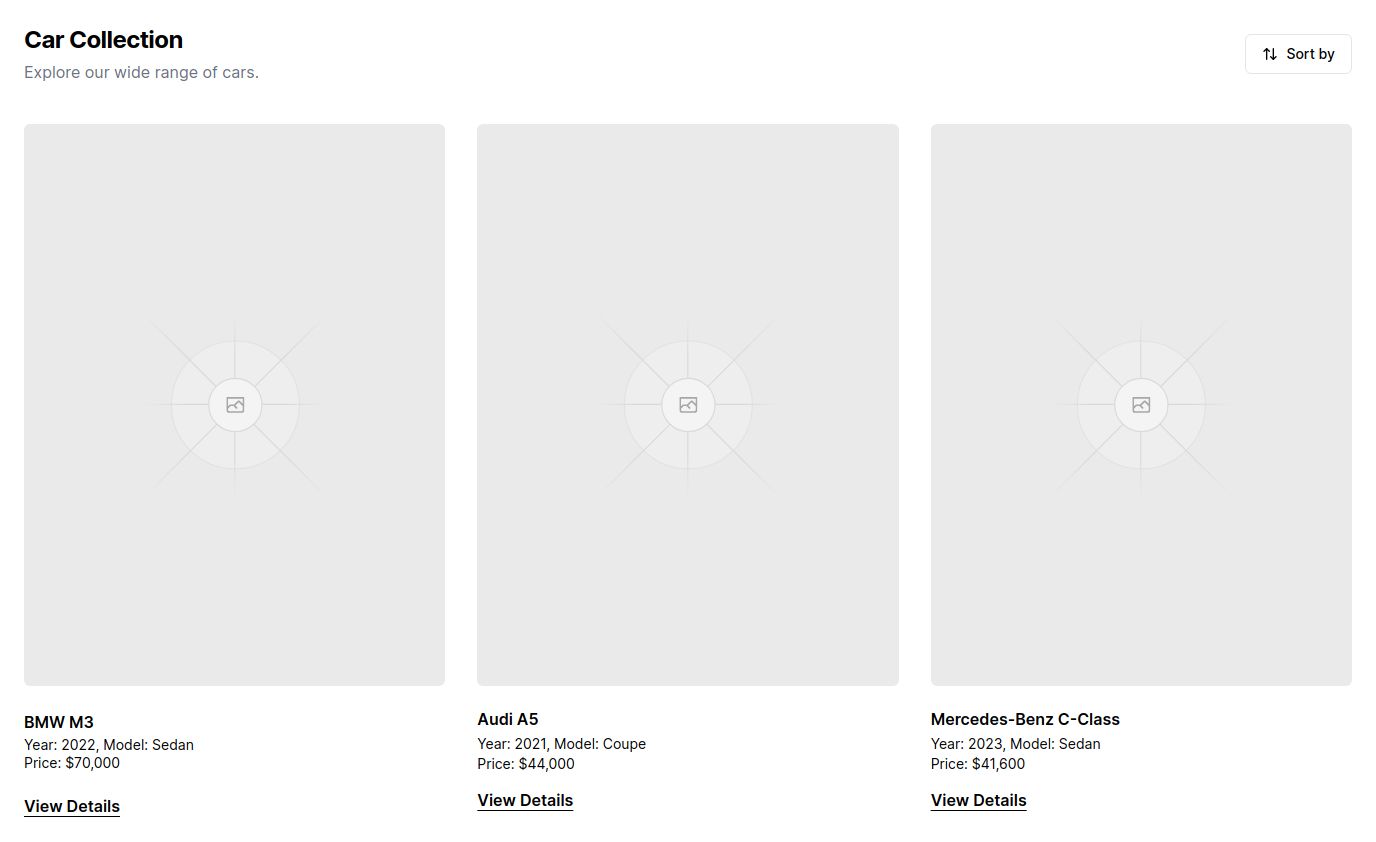 Car Collection
Explore our wide range of cars.
Sort by
BMW M3
Year: 2022, Model: Sedan
Price: $70,000
View Details
Audi A5
Year: 2021, Model: Coupe
Price: $44,000
View Details
Mercedes-Benz C-Class
Year: 2023, Model: Sedan
Price: $41,600
View Details